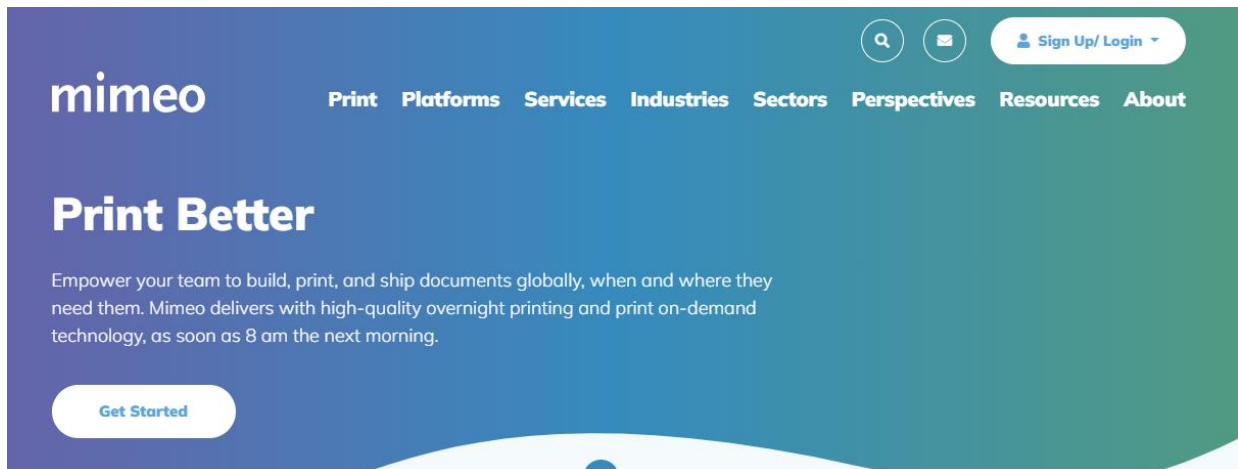 Sign Up/ Login
mimeo
Print Platforms Services Industries Sectors Perspectives Resources About
Print Better
Empower your team to build, print, and ship documents globally, when and where they
need them. Mimeo delivers with high-quality overnight printing and print on-demand
technology, as soon as 8 am the next morning.
Get Started